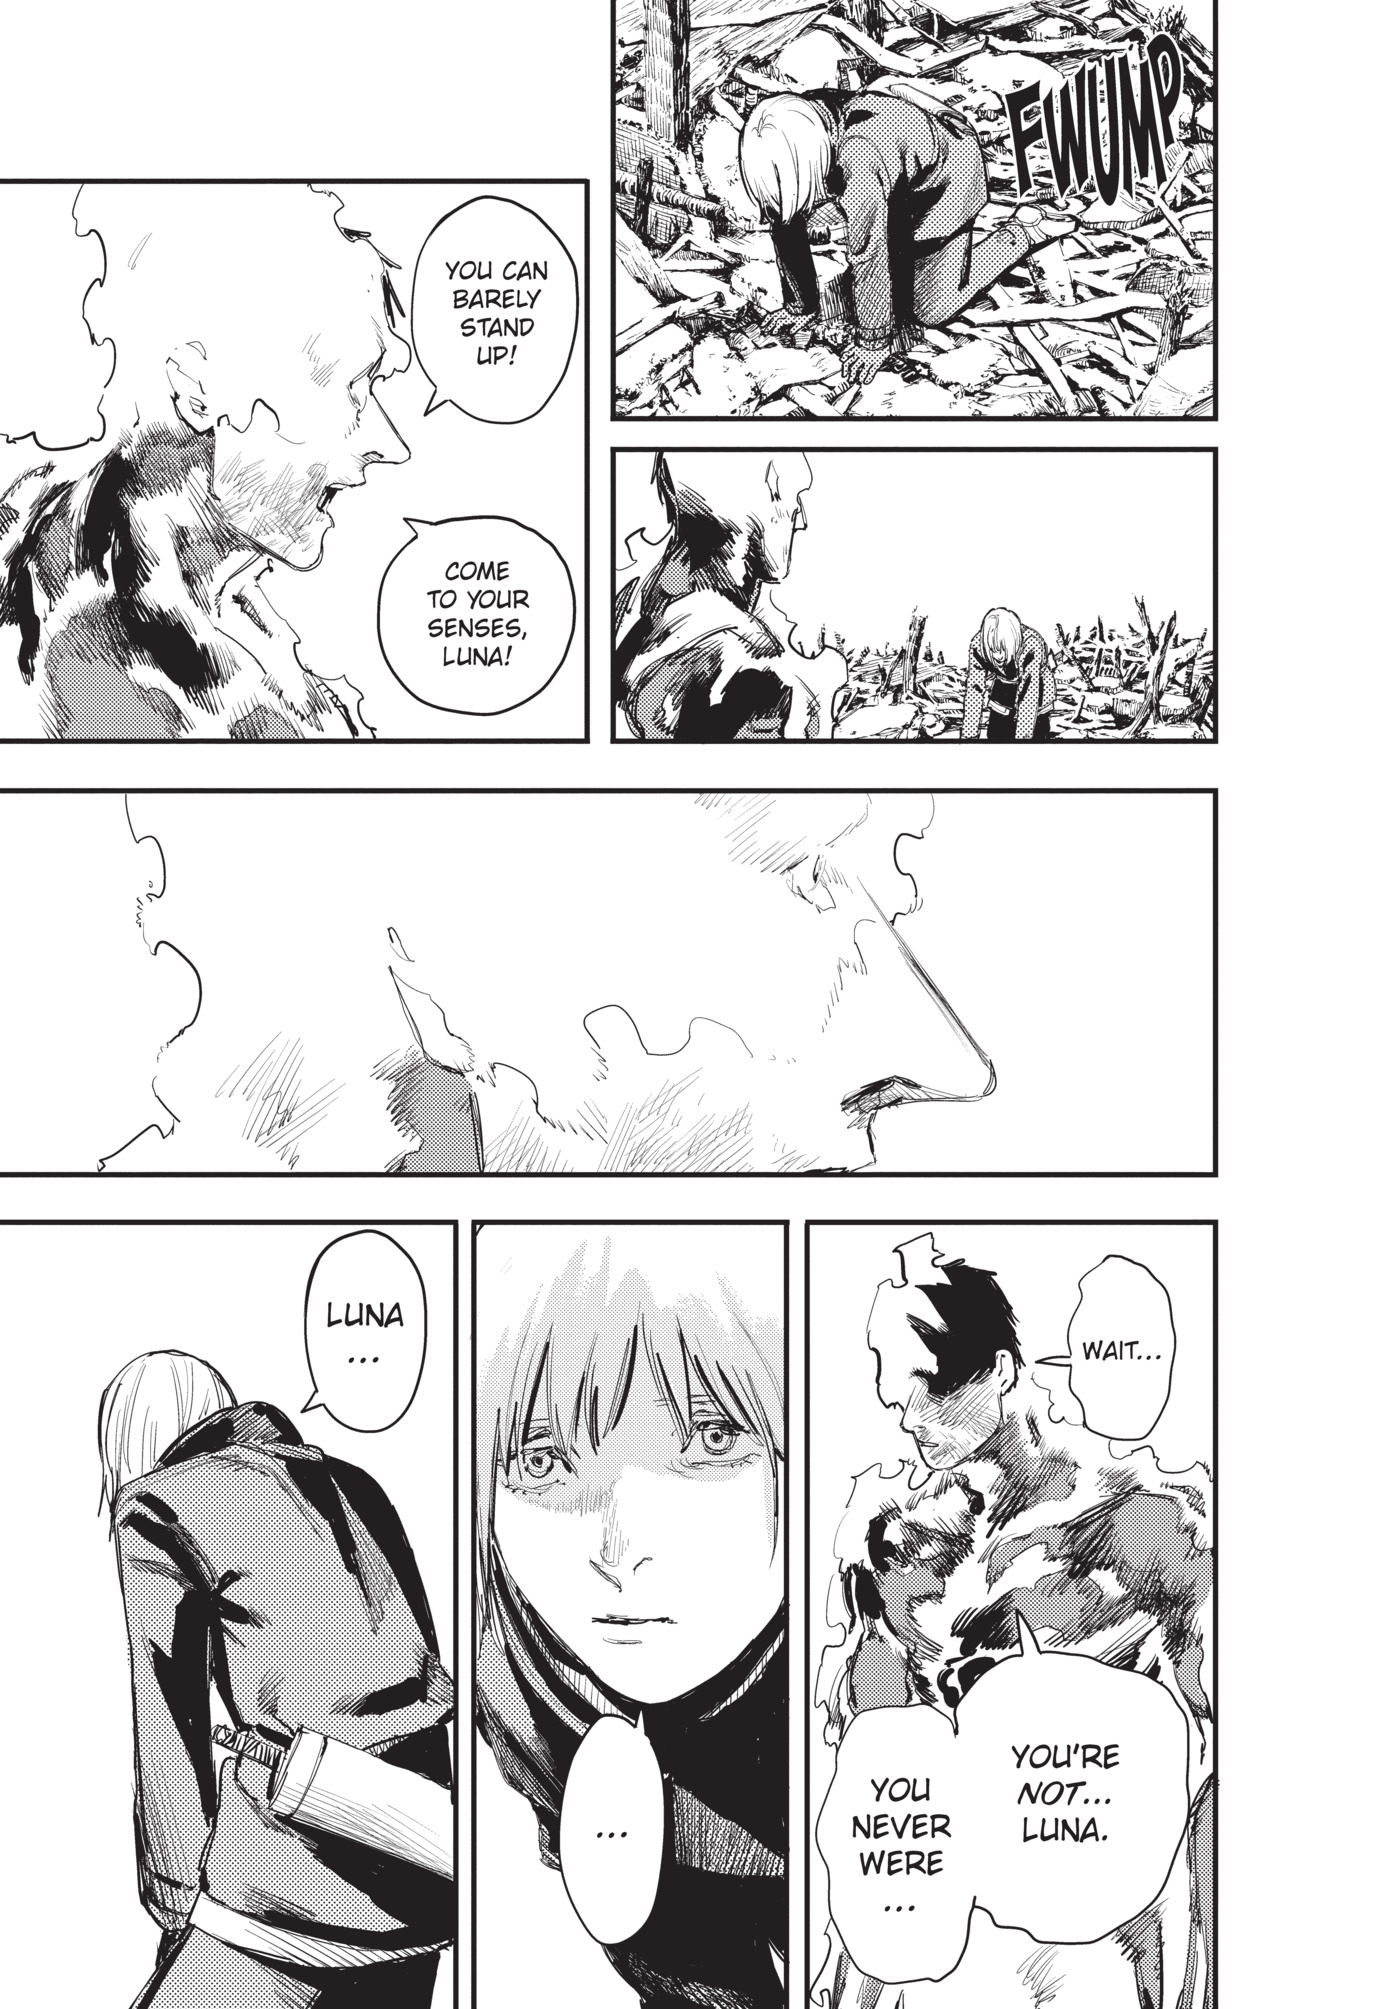 FWUMP
YOU CAN
BARELY
STAND
UP!
COME
TO YOUR
SENSES,
LUNA!
WAIT...
YOU'RE
NOT...
LUNA.
YOU
NEVER
WERE
...
...
LUNA
...